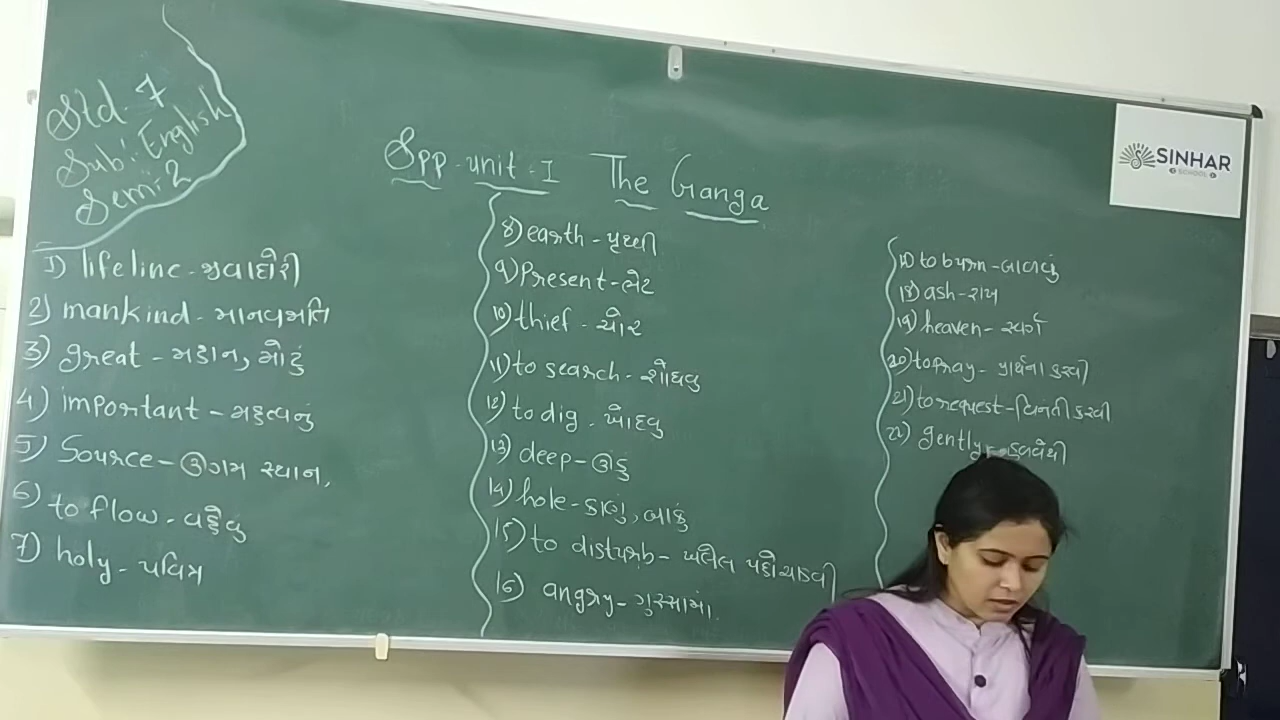 Std. 7
Sub: English
Sem: 2
Spp-unit-I The Ganga
SINHAR
SCHOOL
1) lifeline - જીવાદોરી
2) mankind - માનવજાતિ
3) great - મહાન, મોટું
4) important - મહત્વનું
5) Source - ઊગમ સ્થાન,
6) to flow - વહેવુ
7) holy - પવિત્ર
8) earth - પૃથ્વી
9) Present - ભેટ
10) thief - ચોર
11) to search - શોધવુ
12) to dig - ખોદવુ
13) deep - ઊંડુ
14) hole - કાણું, બાકું
15) to disturb - ખલેલ પહોચાડવી
16) angry - ગુસ્સામાં.
to burn - બાળવું
18) ash - રાખ
19) heaven - સ્વર્ગ
20) to pray - પ્રાર્થના કરવી
21) to request - વિનંતી કરવી
22) gently - હળવેથી